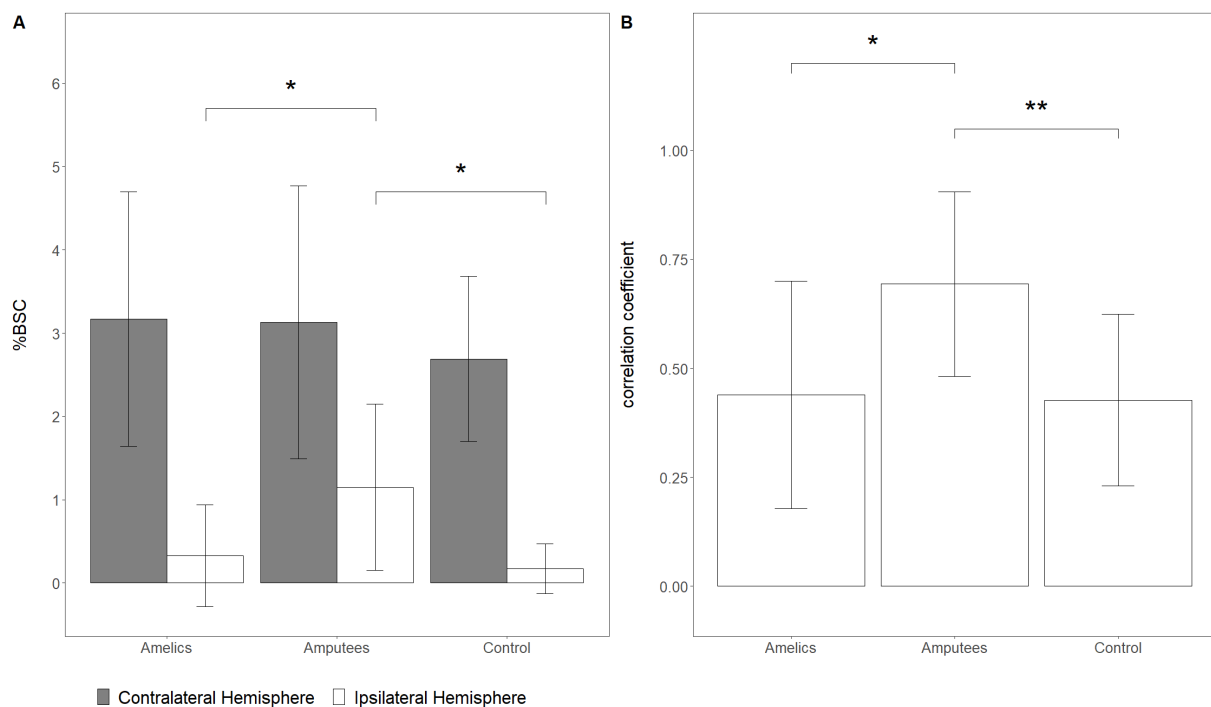 A
%BSC
6
5
4
3
2
1
0
*
*
Amelics Amputees Control
Contralateral Hemisphere Ipsilateral Hemisphere
B
correlation coefficient
1.00
0.75
0.50
0.25
0.00
*
**
Amelics Amputees Control